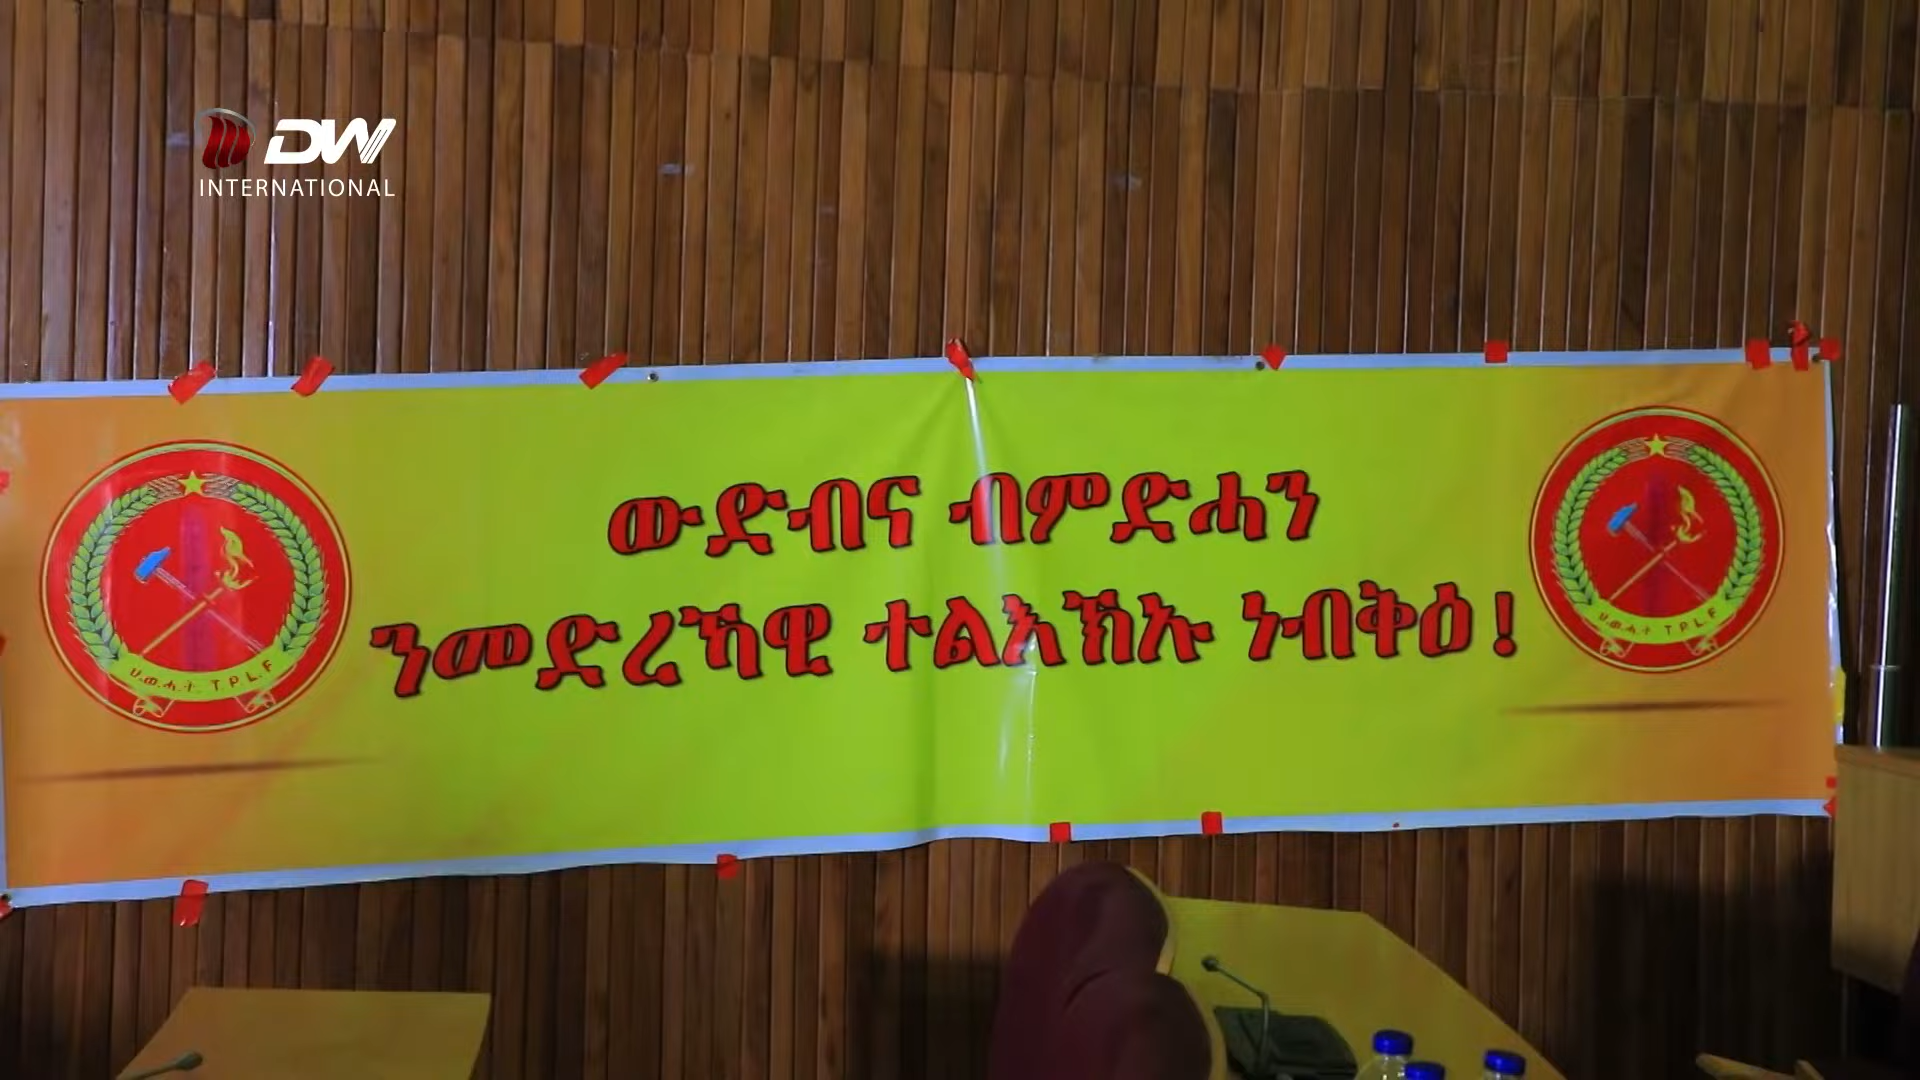 DW
INTERNATIONAL
ውድብና ብምድሓን
ንመድረኻዊ ተልእኽኡ ነብቅዕ!
ህ.ወ.ሓ.ት T.P.L.F
ህ.ወ.ሓ.ት T.P.L.F